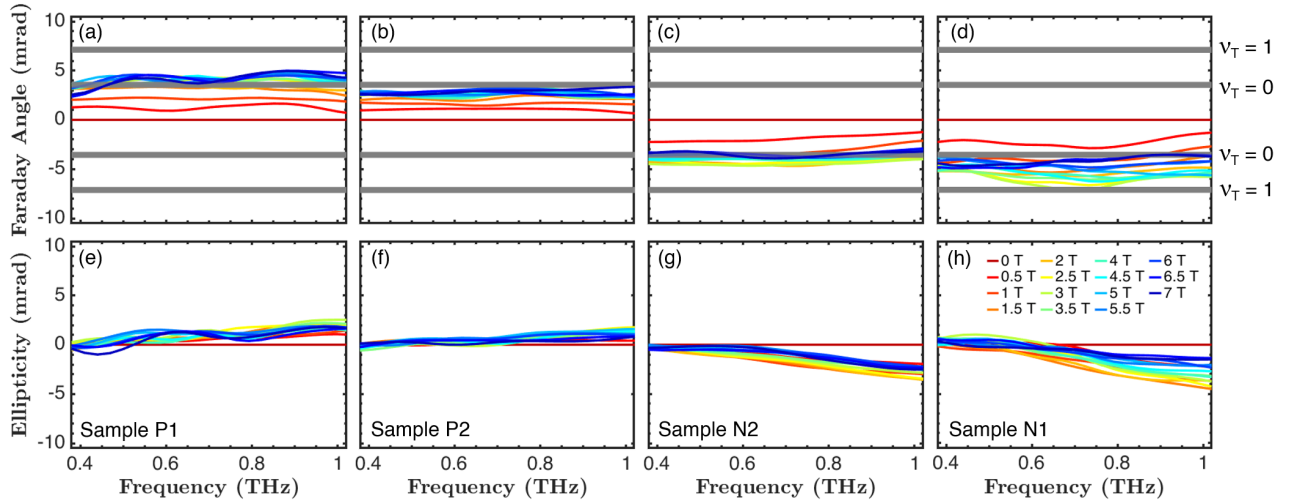 (a) (b) (c) (d)
Faraday Angle (mrad)
10
5
0
-5
-10
ν_T = 1
ν_T = 0
ν_T = 0
ν_T = 1
(e) (f) (g) (h)
Ellipticity (mrad)
10
5
0
-5
-10
0 T 2 T 4 T 6 T
0.5 T 2.5 T 4.5 T 6.5 T
1 T 3 T 5 T 7 T
1.5 T 3.5 T 5.5 T
Sample P1 Sample P2 Sample N2 Sample N1
0.4 0.6 0.8 1 0.4 0.6 0.8 1 0.4 0.6 0.8 1 0.4 0.6 0.8 1
Frequency (THz) Frequency (THz) Frequency (THz) Frequency (THz)